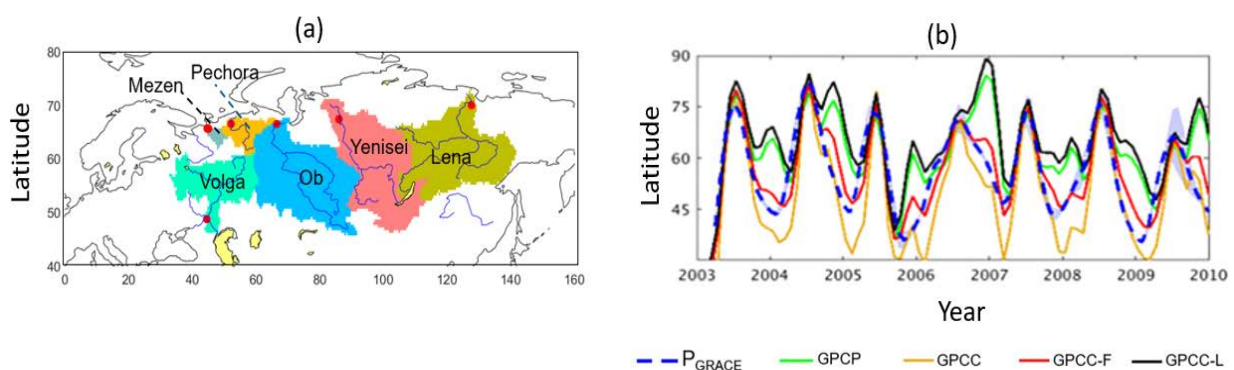 (a)
80
70
60
50
40
Latitude
Mezen
Pechora
Volga
Ob
Yenisei
Lena
0 20 40 60 80 100 120 140 160
(b)
90
75
60
45
Latitude
2003 2004 2005 2006 2007 2008 2009 2010
Year
PGRACE GPCP GPCC GPCC-F GPCC-L